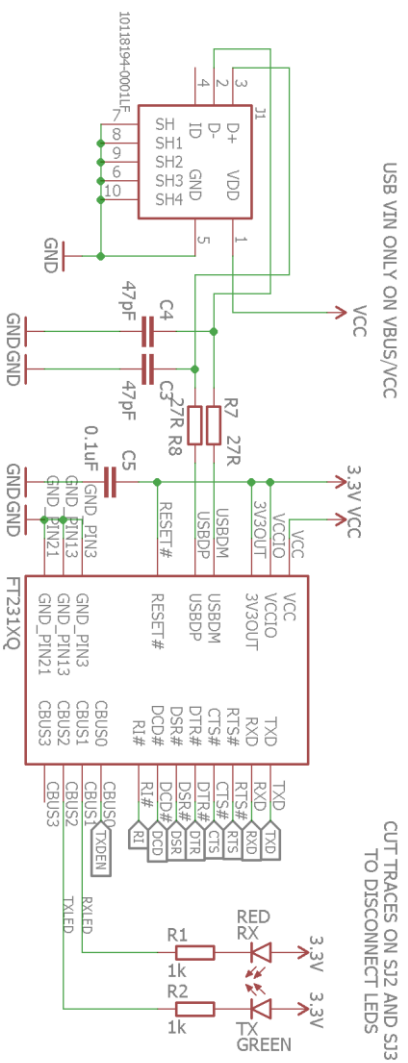 USB VIN ONLY ON VBUS/VCC
J1
3 D+
2 D-
4 ID
VDD 1
GND 5
7 SH
8 SH1
9 SH2
6 SH3
10 SH4
10118194-0001LF
GND
VCC
C4
47pF
C3
47pF
GND
GND
R7
27R
27R
R8
3.3V
VCC
C5
0.1uF
GND
GND
VCC
VCCIO
3V3OUT
USBDM
USBDP
RESET#
GND_PIN3
GND_PIN13
GND_PIN21
VCC
VCCIO
3V3OUT
USBDM
USBDP
RESET#
GND_PIN3
GND_PIN13
GND_PIN21
TXD
RXD
RTS#
CTS#
DTR#
DSR#
DCD#
RI#
CBUS0
CBUS1
CBUS2
CBUS3
FT231XQ
TXD
RXD
RTS#
CTS#
DTR#
DSR#
DCD#
RI#
CBUS0
CBUS1
CBUS2
CBUS3
TXD
RXD
RTS
CTS
DTR
DSR
DCD
RI
TXDEN
RXLED
TXLED
CUT TRACES ON SJ2 AND SJ3
TO DISCONNECT LEDS
R1
1k
RED
RX
3.3V
R2
1k
TX
GREEN
3.3V